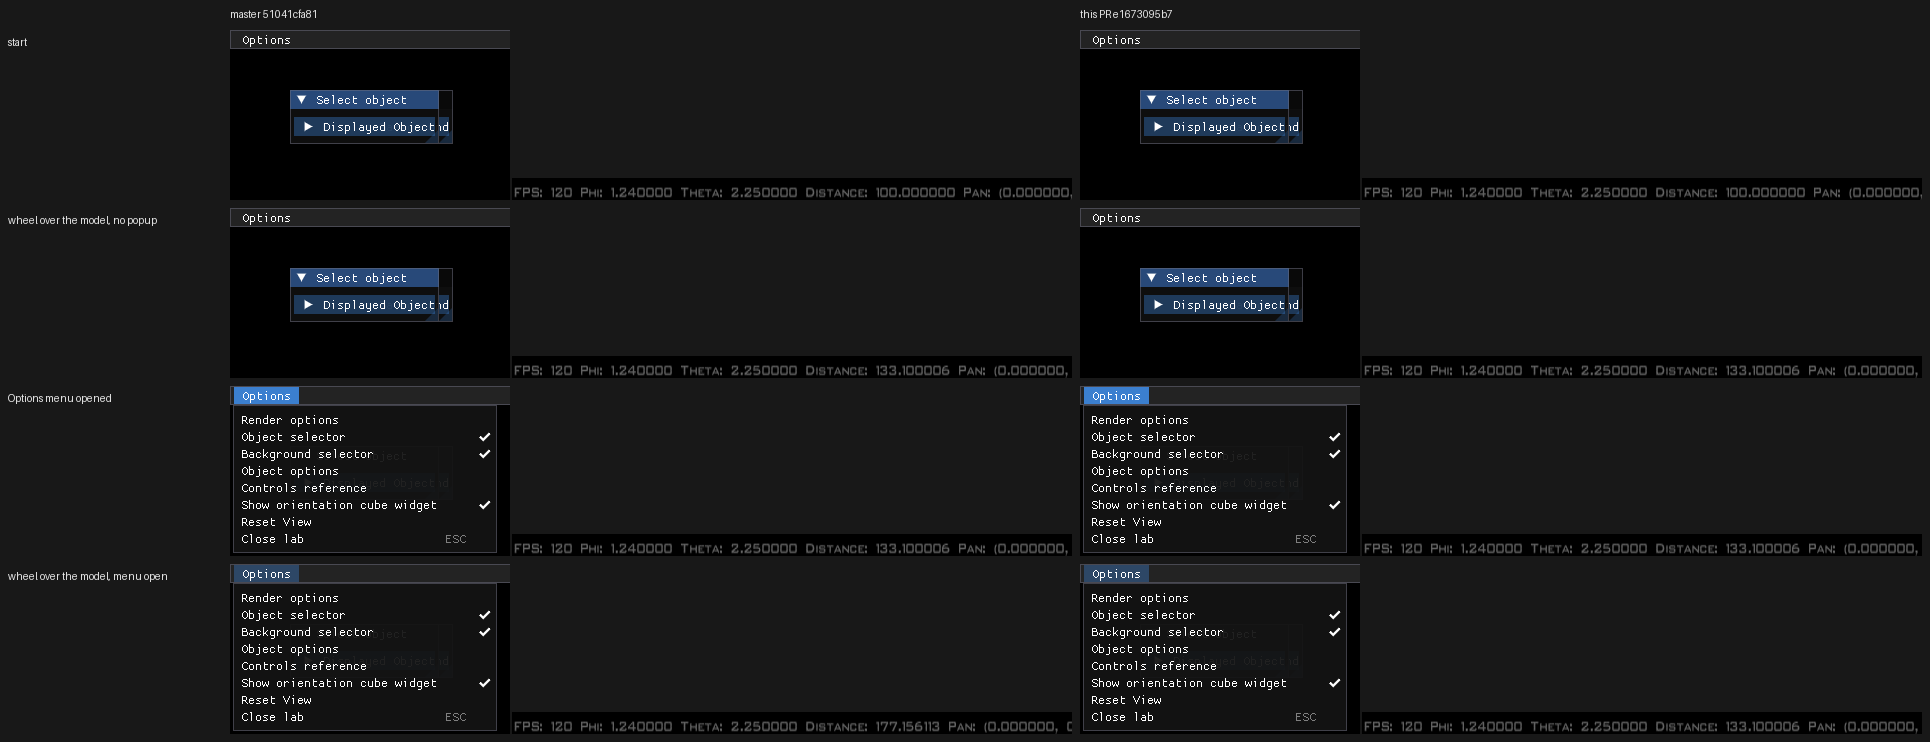 master 51041cfa81
this PR e1673095b7
start
Options
Select object
Displayed Object nd
FPS: 120 Phi: 1.240000 Theta: 2.250000 Distance: 100.000000 Pan: (0.000000,
Options
Select object
Displayed Object nd
FPS: 120 Phi: 1.240000 Theta: 2.250000 Distance: 100.000000 Pan: (0.000000,
wheel over the model, no popup
Options
Select object
Displayed Object nd
FPS: 120 Phi: 1.240000 Theta: 2.250000 Distance: 133.100006 Pan: (0.000000,
Options
Select object
Displayed Object nd
FPS: 120 Phi: 1.240000 Theta: 2.250000 Distance: 133.100006 Pan: (0.000000,
Options menu opened
Options
Render options
Object selector
Background selector
Object options
Controls reference
Show orientation cube widget
Reset View
Close lab ESC
FPS: 120 Phi: 1.240000 Theta: 2.250000 Distance: 133.100006 Pan: (0.000000,
Options
Render options
Object selector
Background selector
Object options
Controls reference
Show orientation cube widget
Reset View
Close lab ESC
FPS: 120 Phi: 1.240000 Theta: 2.250000 Distance: 133.100006 Pan: (0.000000,
wheel over the model, menu open
Options
Render options
Object selector
Background selector
Object options
Controls reference
Show orientation cube widget
Reset View
Close lab ESC
FPS: 120 Phi: 1.240000 Theta: 2.250000 Distance: 177.156113 Pan: (0.000000,
Options
Render options
Object selector
Background selector
Object options
Controls reference
Show orientation cube widget
Reset View
Close lab ESC
FPS: 120 Phi: 1.240000 Theta: 2.250000 Distance: 133.100006 Pan: (0.000000,